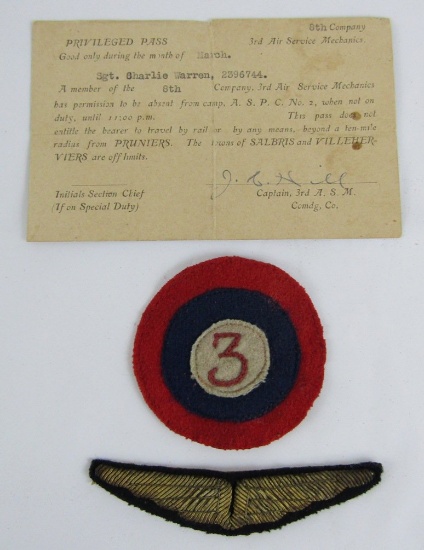 8th Company
PRIVILEGED PASS 3rd Air Service Mechanics.
Good only during the month of March.
Sgt. Sharlie Warren, 2396744.
A member of the 8th Company, 3rd Air Service Mechanics
has permission to be absent from camp, A. S. P. C. No. 2, when not on
duty, until 11:00 p.m. This pass does not
entitle the bearer to travel by rail or by any means, beyond a ten-mile
radius from PRUNIERS. The towns of SALBRIS and VILLEHER-
VIERS are off limits.
J. C. Hill
Initials Section Chief Captain, 3rd A. S. M.
(If on Special Duty) Comdg. Co.
3